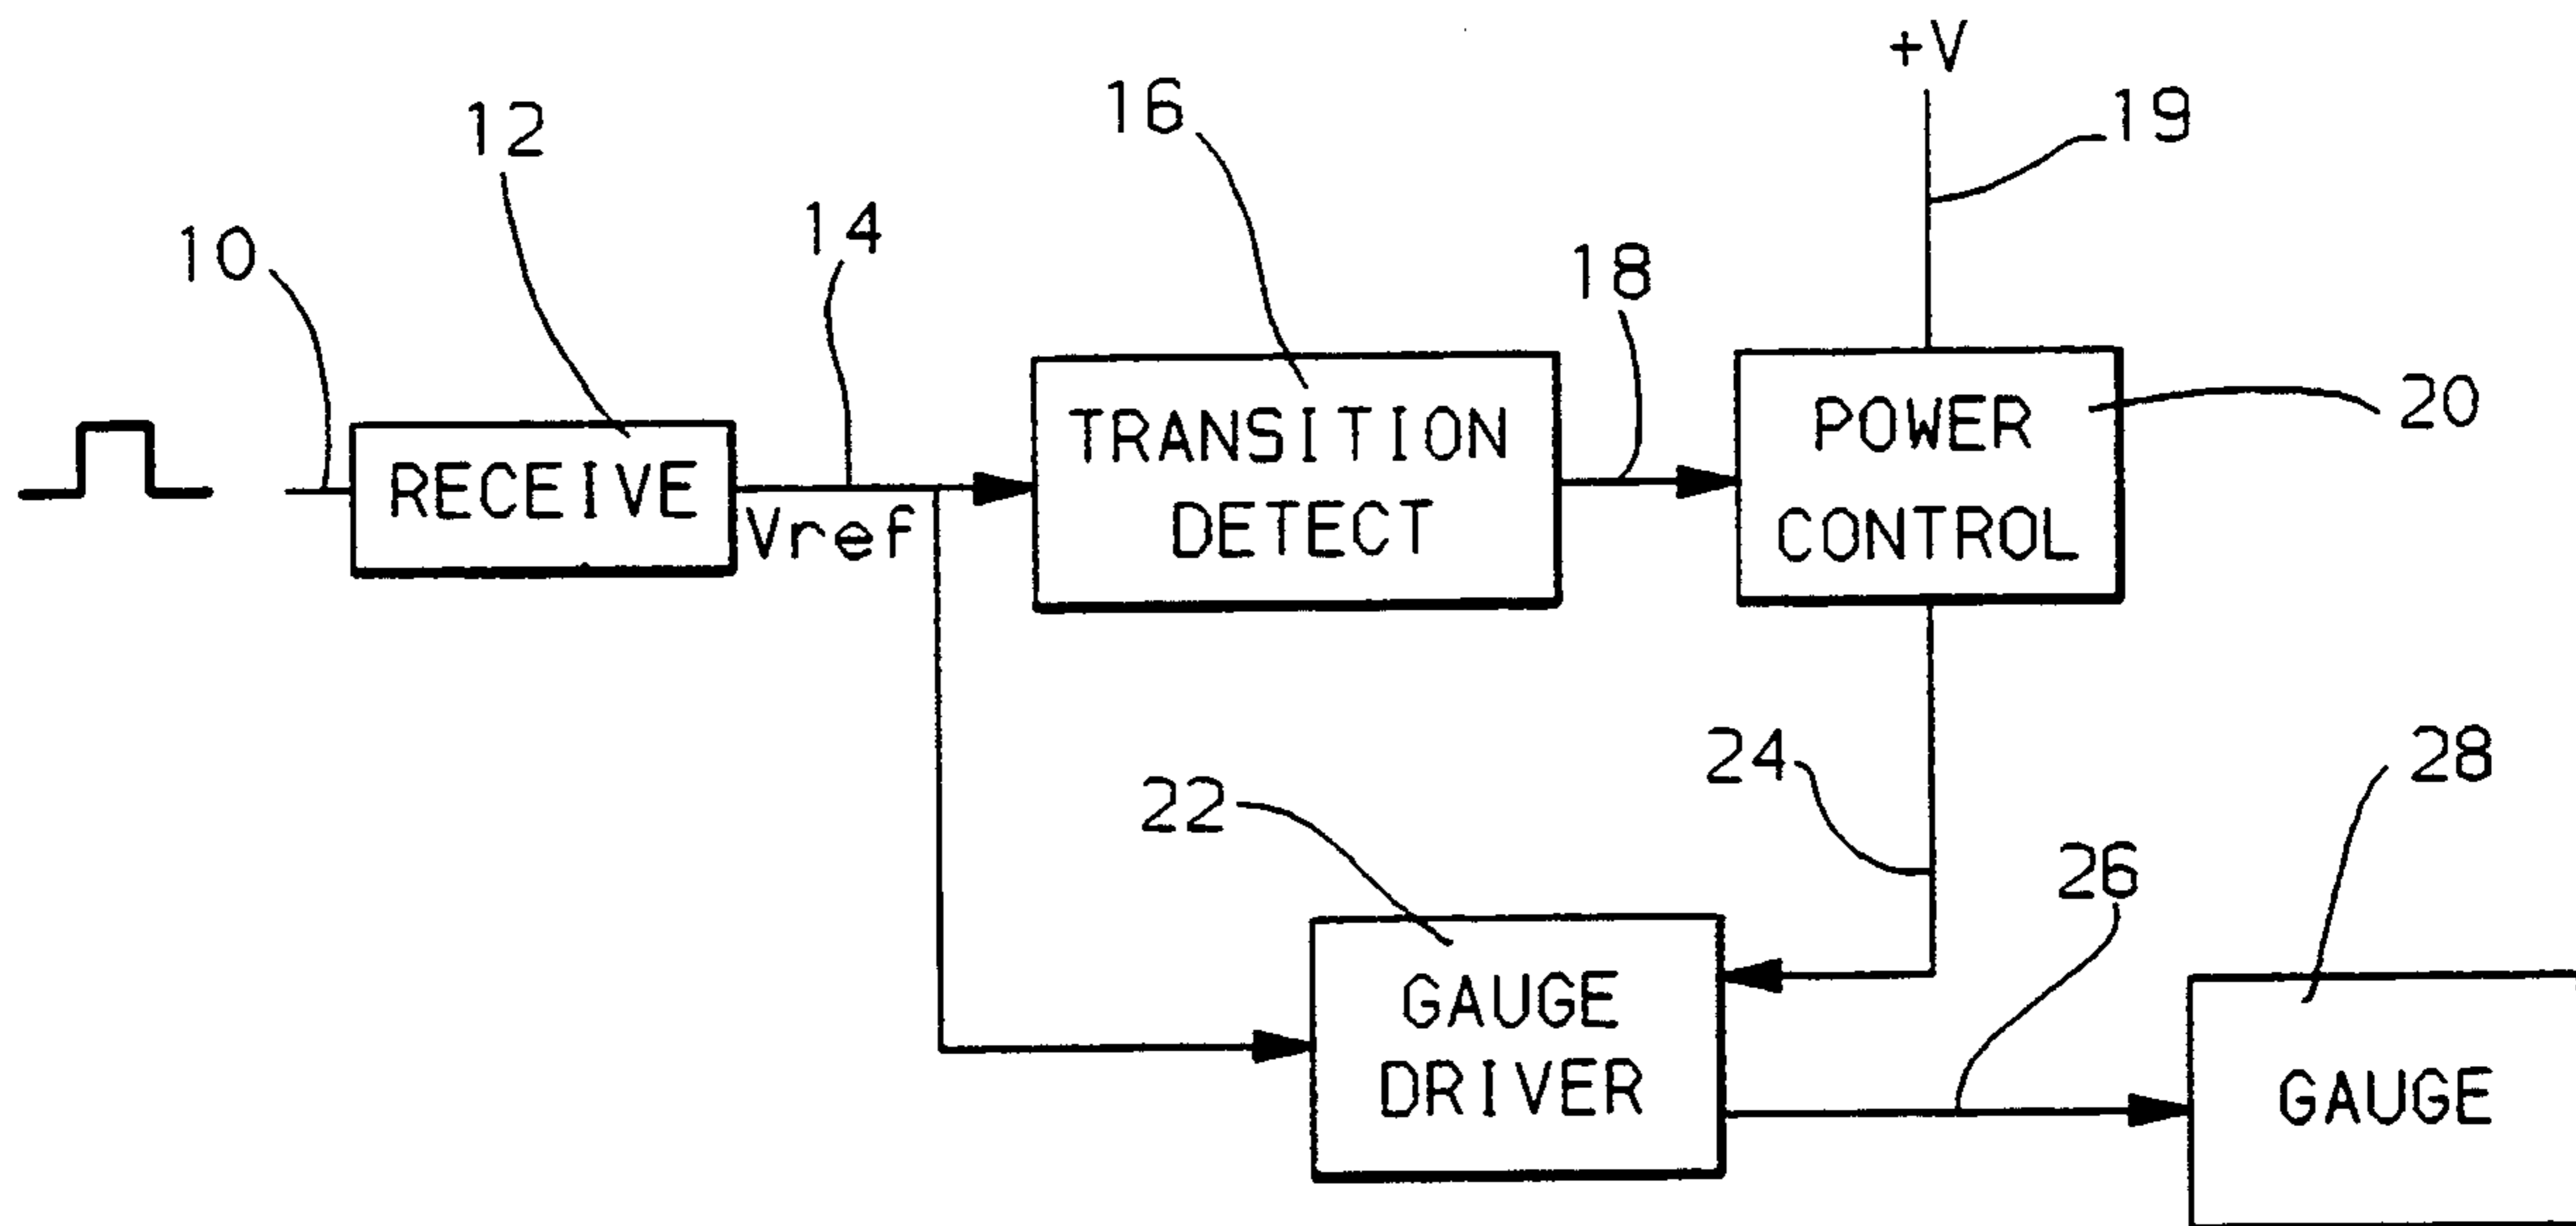 +V
12
16
19
10
14
18
RECEIVE
Vref
TRANSITION
DETECT
POWER
CONTROL
20
22
24
26
28
GAUGE
DRIVER
GAUGE